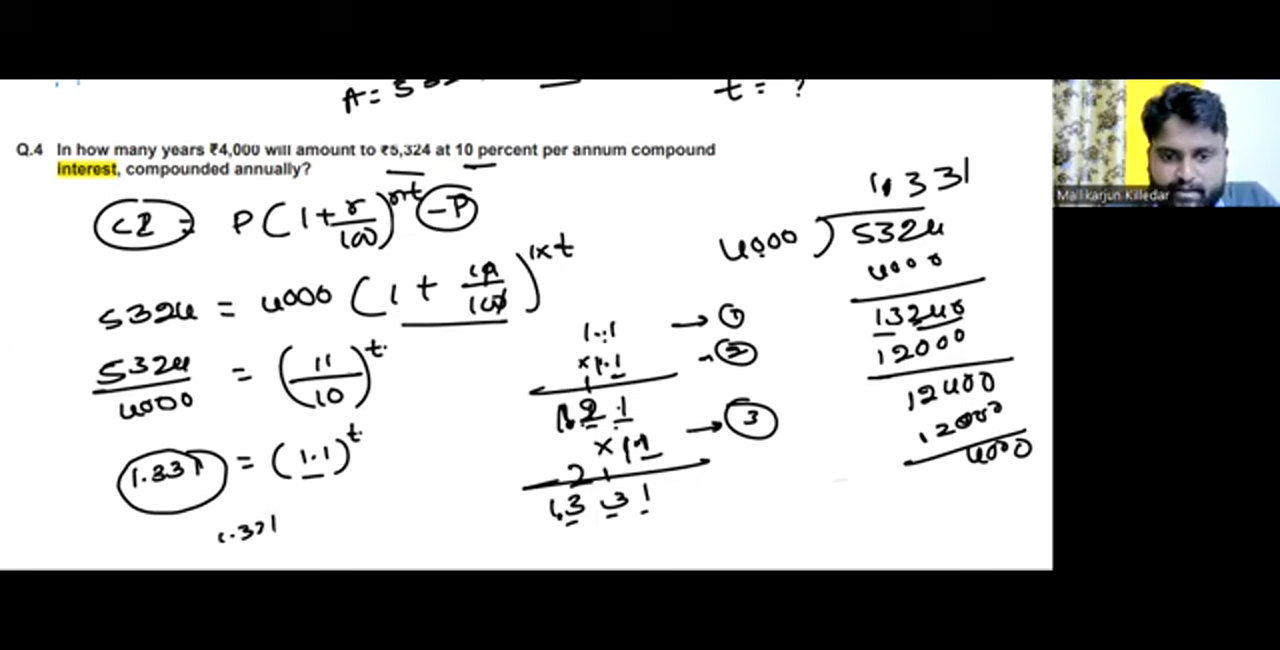 t = ?
Q.4 In how many years ₹4,000 will amount to ₹5,324 at 10 percent per annum compound
interest, compounded annually?
P(1+r/100)^nt -P
5324 = 4000 (1 + 10/100)^1×t
5324/4000 = (11/10)^t
1.331 = (1.1)^t
1.1 → ①
×1.1 → ②
1.21
×1.1 → ③
1.331
1.331
4000 ) 5324
4000
13240
12000
12400
12000
4000
Mallikarjun Killedar